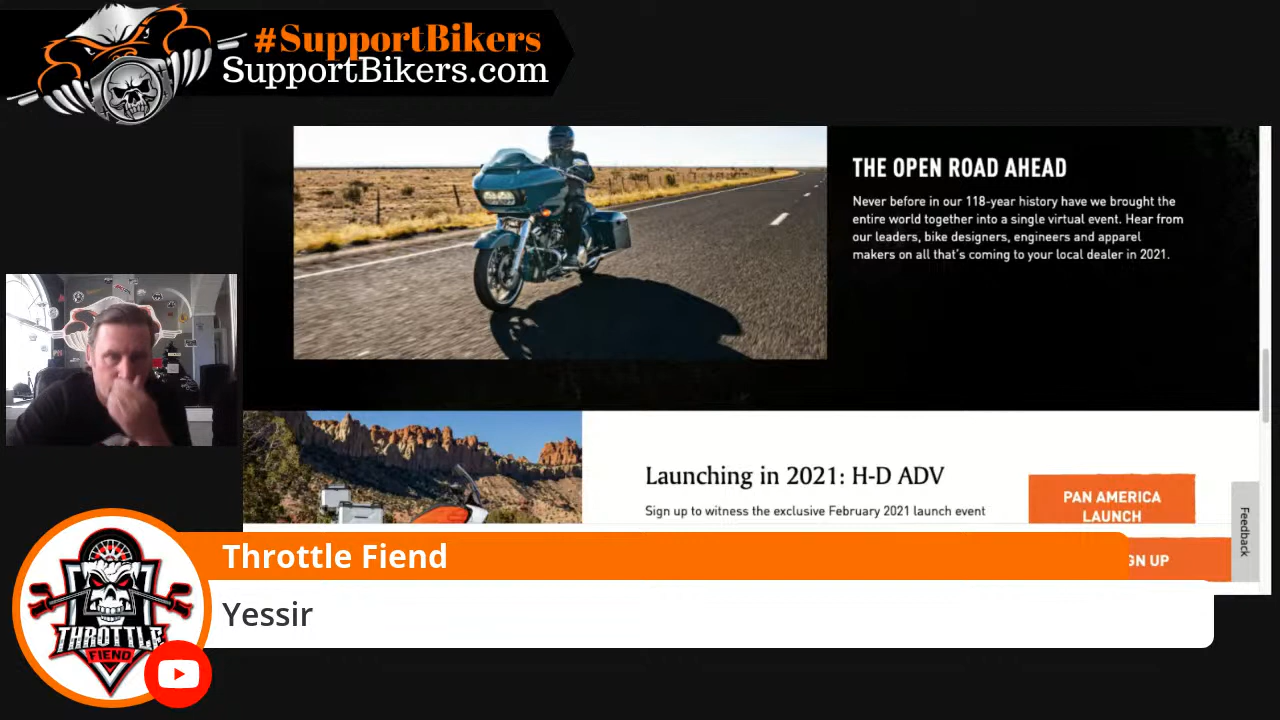 #SupportBikers
SupportBikers.com
THE OPEN ROAD AHEAD
Never before in our 118-year history have we brought the
entire world together into a single virtual event. Hear from
our leaders, bike designers, engineers and apparel
makers on all that's coming to your local dealer in 2021.
Launching in 2021: H-D ADV
Sign up to witness the exclusive February 2021 launch event
PAN AMERICA
LAUNCH
GN UP
Feedback
Throttle Fiend
Yessir
THROTTLE
FIEND